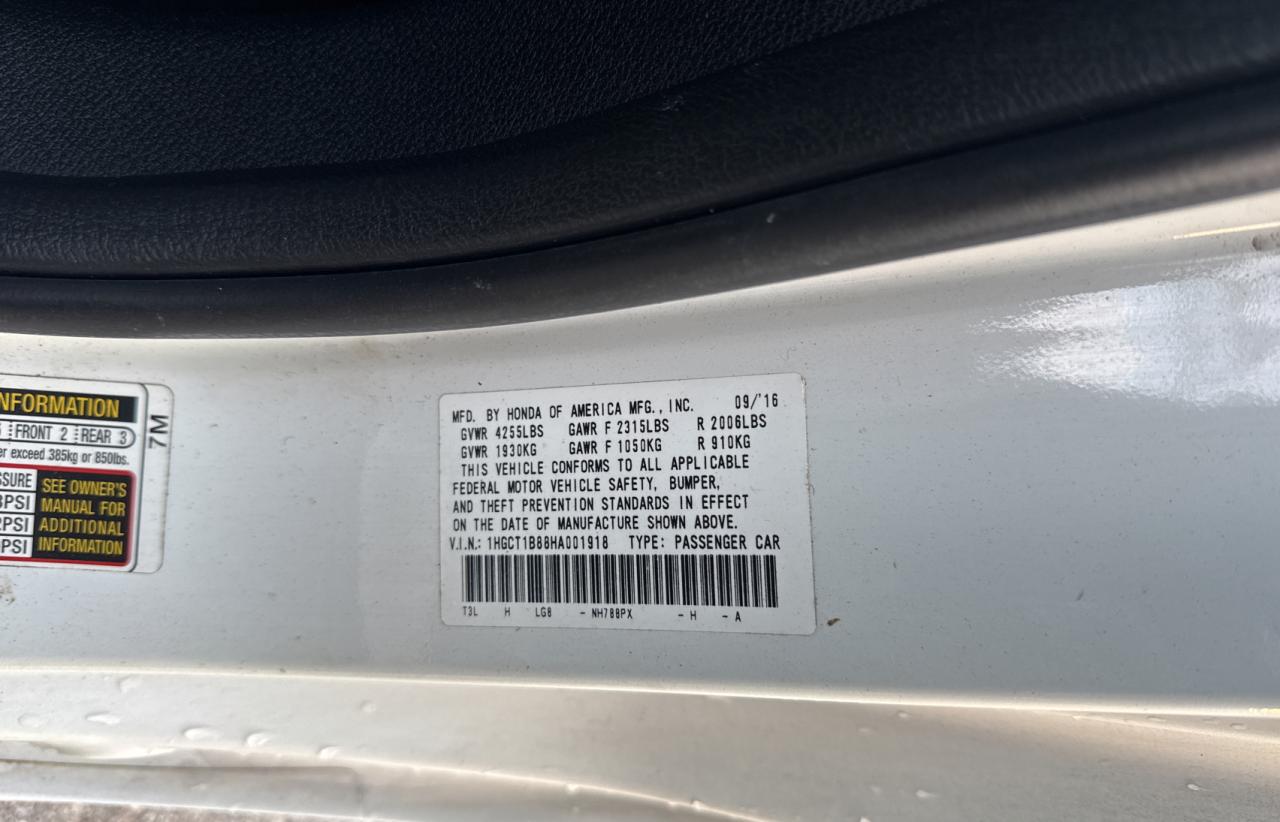 NFORMATION
FRONT 2 REAR 3
er exceed 385kg or 850lbs.
SSURE
PSI
PSI
PSI
SEE OWNER'S
MANUAL FOR
ADDITIONAL
INFORMATION
7M
MFD. BY HONDA OF AMERICA MFG., INC. 09/'16
GVWR 4255LBS GAWR F 2315LBS R 2006LBS
GVWR 1930KG GAWR F 1050KG R 910KG
THIS VEHICLE CONFORMS TO ALL APPLICABLE
FEDERAL MOTOR VEHICLE SAFETY, BUMPER,
AND THEFT PREVENTION STANDARDS IN EFFECT
ON THE DATE OF MANUFACTURE SHOWN ABOVE.
V.I.N.: 1HGCT1B88HA001918 TYPE: PASSENGER CAR
T3L H LG8 - NH788PX - H - A